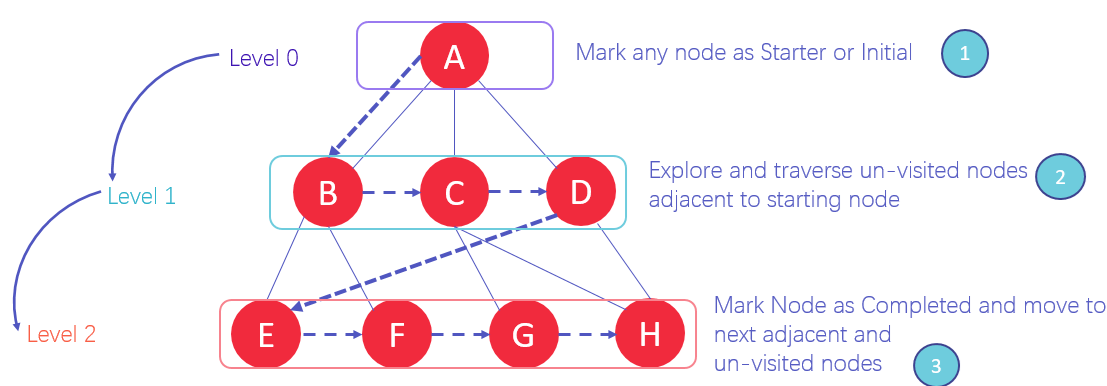 Level 0
A
Mark any node as Starter or Initial
1
Level 1
B
C
D
Explore and traverse un-visited nodes
adjacent to starting node
2
Level 2
E
F
G
H
Mark Node as Completed and move to
next adjacent and
un-visited nodes
3